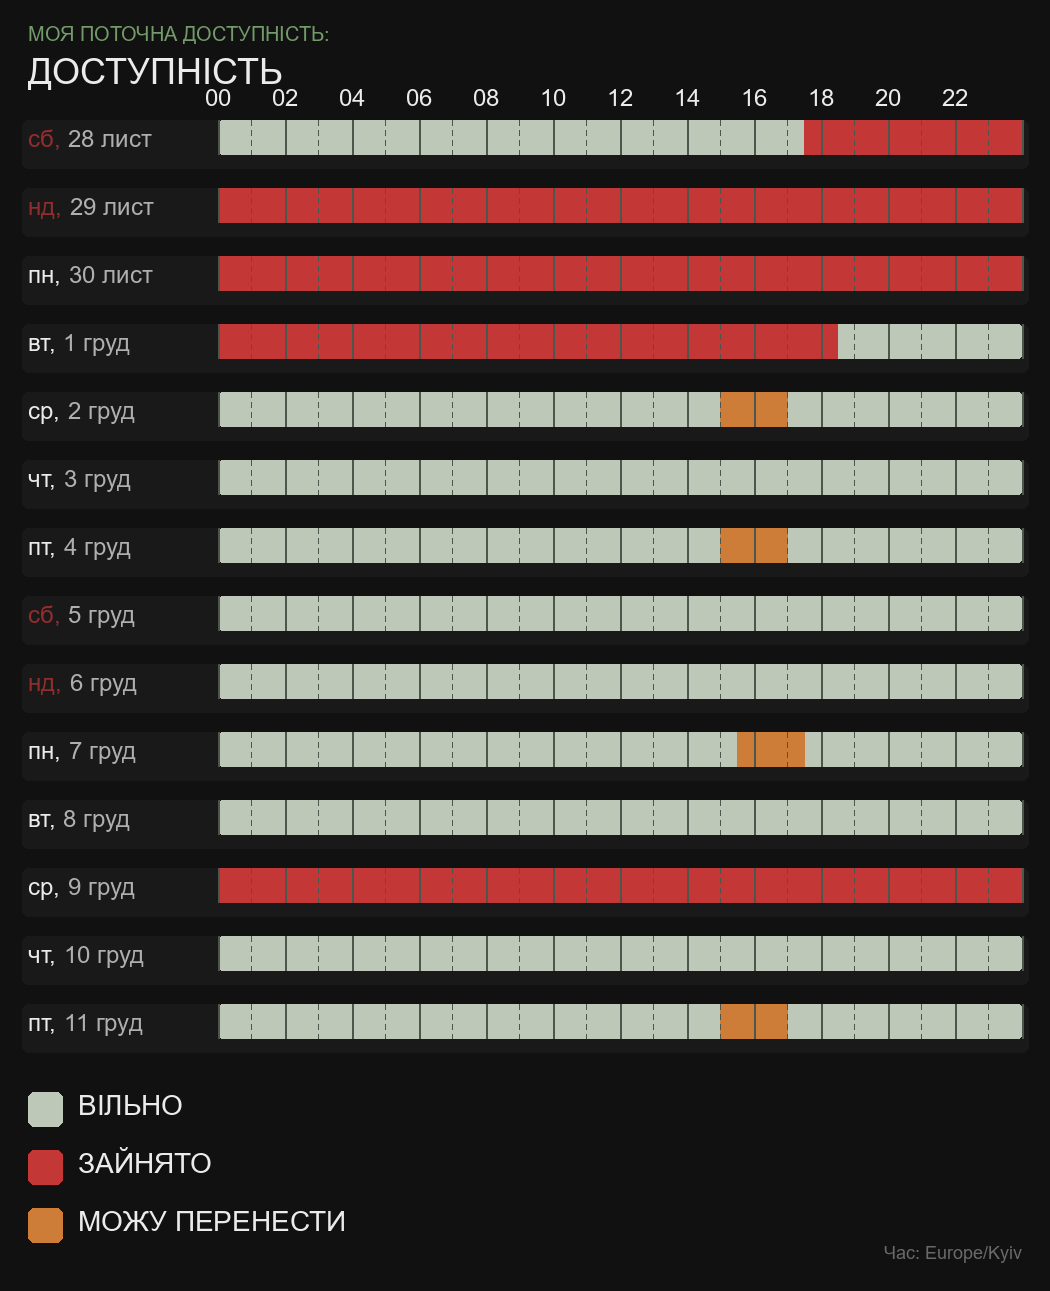 МОЯ ПОТОЧНА ДОСТУПНІСТЬ:
ДОСТУПНІСТЬ
00 02 04 06 08 10 12 14 16 18 20 22
сб, 28 лист
нд, 29 лист
пн, 30 лист
вт, 1 груд
ср, 2 груд
чт, 3 груд
пт, 4 груд
сб, 5 груд
нд, 6 груд
пн, 7 груд
вт, 8 груд
ср, 9 груд
чт, 10 груд
пт, 11 груд
ВІЛЬНО
ЗАЙНЯТО
МОЖУ ПЕРЕНЕСТИ
Час: Europe/Kyiv